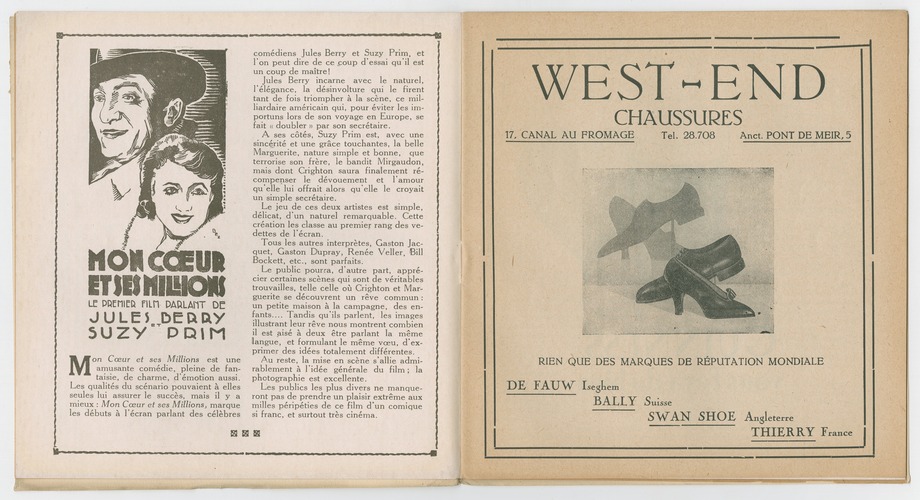 MON CŒUR
ET SES MILLIONS
LE PREMIER FILM PARLANT DE
JULES BERRY
ET
SUZY PRIM
Mon Cœur et ses Millions est une
amusante comédie, pleine de fan-
taisie, de charme, d'émotion aussi.
Les qualités du scénario pouvaient à elles
seules lui assurer le succès, mais il y a
mieux : Mon Cœur et ses Millions, marque
les débuts à l'écran parlant des célèbres
comédiens Jules Berry et Suzy Prim, et
l'on peut dire de ce coup d'essai qu'il est
un coup de maître!
Jules Berry incarne avec le naturel,
l'élégance, la désinvolture qui le firent
tant de fois triompher à la scène, ce mil-
liardaire américain qui, pour éviter les im-
portuns lors de son voyage en Europe, se
fait « doubler » par son secrétaire.
A ses côtés, Suzy Prim est, avec une
sincérité et une grâce touchantes, la belle
Marguerite, nature simple et bonne, que
terrorise son frère, le bandit Mirgaudon,
mais dont Crighton saura finalement ré-
compenser le dévouement et l'amour
qu'elle lui offrait alors qu'elle le croyait
un simple secrétaire.
Le jeu de ces deux artistes est simple,
délicat, d'un naturel remarquable. Cette
création les classe au premier rang des ve-
dettes de l'écran.
Tous les autres interprètes, Gaston Jac-
quet, Gaston Dupray, Renée Veller, Bill
Bockett, etc., sont parfaits.
Le public pourra, d'autre part, appré-
cier certaines scènes qui sont de véritables
trouvailles, telle celle où Crighton et Mar-
guerite se découvrent un rêve commun :
un petite maison à la campagne, des en-
fants.... Tandis qu'ils parlent, les images
illustrant leur rêve nous montrent combien
il est aisé à deux être parlant la même
langue, et formulant le même vœu, d'ex-
primer des idées totalement différentes.
Au reste, la mise en scène s'allie admi-
rablement à l'idée générale du film ; la
photographie est excellente.
Les publics les plus divers ne manque-
ront pas de prendre un plaisir extrême aux
milles péripéties de ce film d'un comique
si franc, et surtout très cinéma.
WEST-END
CHAUSSURES
17, CANAL AU FROMAGE Tel. 28.708 Anct. PONT DE MEIR, 5
RIEN QUE DES MARQUES DE RÉPUTATION MONDIALE
DE FAUW Iseghem
BALLY Suisse
SWAN SHOE Angleterre
THIERRY France